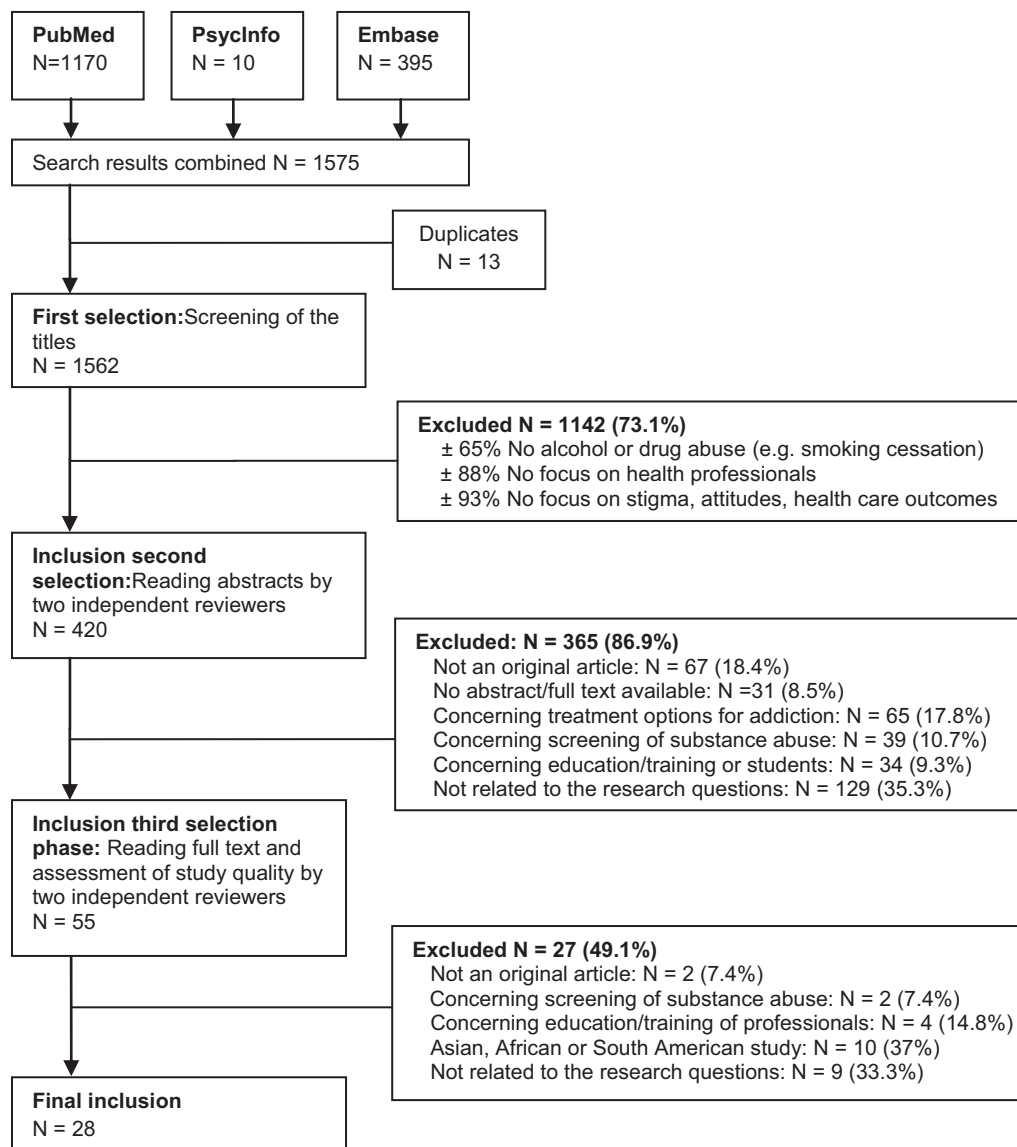 PubMed
N=1170
PsycInfo
N = 10
Embase
N = 395
Search results combined N = 1575
Duplicates
N = 13
First selection:Screening of the
titles
N = 1562
Excluded N = 1142 (73.1%)
± 65% No alcohol or drug abuse (e.g. smoking cessation)
± 88% No focus on health professionals
± 93% No focus on stigma, attitudes, health care outcomes
Inclusion second
selection:Reading abstracts by
two independent reviewers
N = 420
Excluded: N = 365 (86.9%)
Not an original article: N = 67 (18.4%)
No abstract/full text available: N =31 (8.5%)
Concerning treatment options for addiction: N = 65 (17.8%)
Concerning screening of substance abuse: N = 39 (10.7%)
Concerning education/training or students: N = 34 (9.3%)
Not related to the research questions: N = 129 (35.3%)
Inclusion third selection
phase: Reading full text and
assessment of study quality by
two independent reviewers
N = 55
Excluded N = 27 (49.1%)
Not an original article: N = 2 (7.4%)
Concerning screening of substance abuse: N = 2 (7.4%)
Concerning education/training of professionals: N = 4 (14.8%)
Asian, African or South American study: N = 10 (37%)
Not related to the research questions: N = 9 (33.3%)
Final inclusion
N = 28